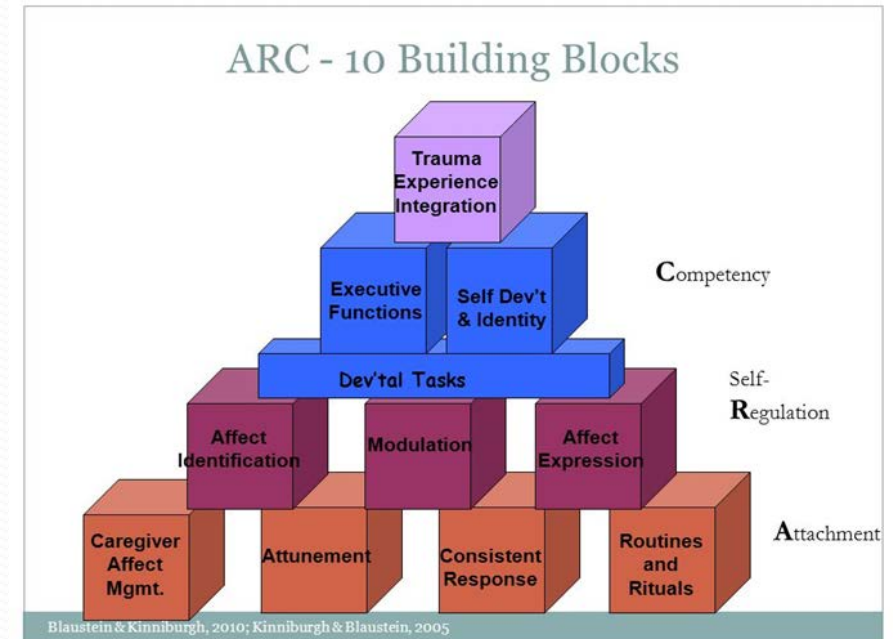 ARC - 10 Building Blocks
Trauma
Experience
Integration
Executive
Functions
Self Dev't
& Identity
Competency
Dev'tal Tasks
Self-
Regulation
Affect
Identification
Modulation
Affect
Expression
Attachment
Caregiver
Affect
Mgmt.
Attunement
Consistent
Response
Routines
and
Rituals
Blaustein & Kinniburgh, 2010; Kinniburgh & Blaustein, 2005